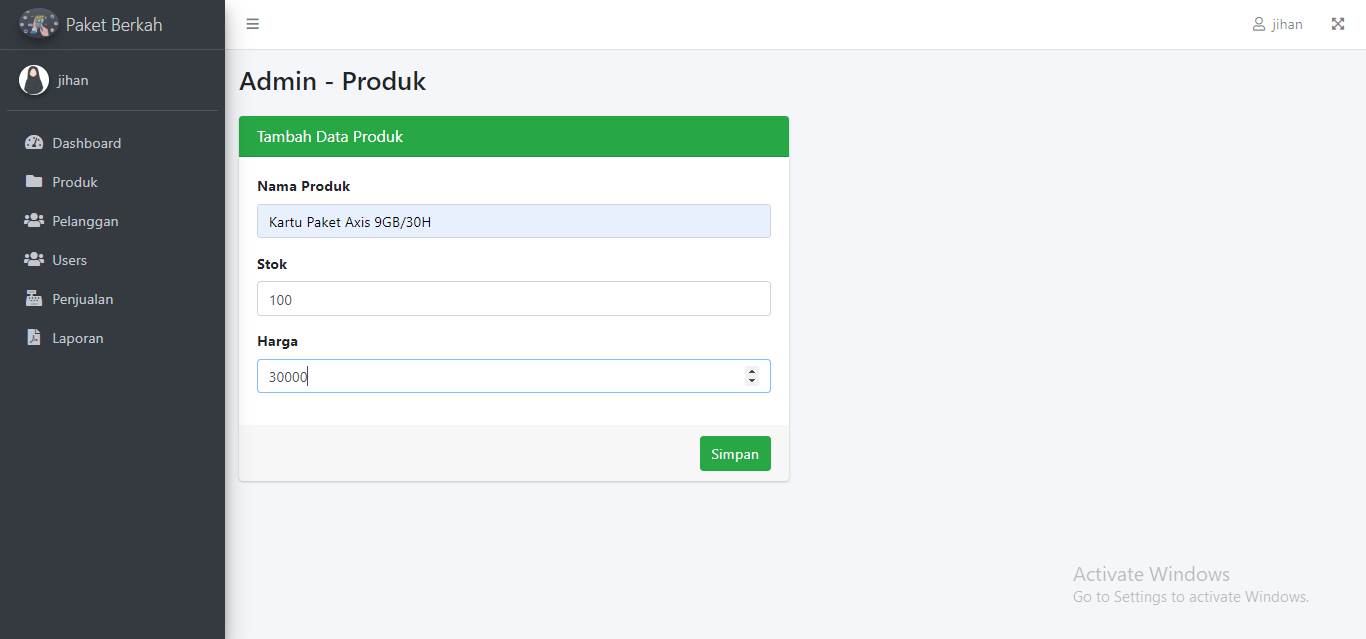 Paket Berkah
jihan
jihan
Dashboard
Produk
Pelanggan
Users
Penjualan
Laporan
Admin - Produk
Tambah Data Produk
Nama Produk
Kartu Paket Axis 9GB/30H
Stok
100
Harga
30000
Simpan
Activate Windows
Go to Settings to activate Windows.